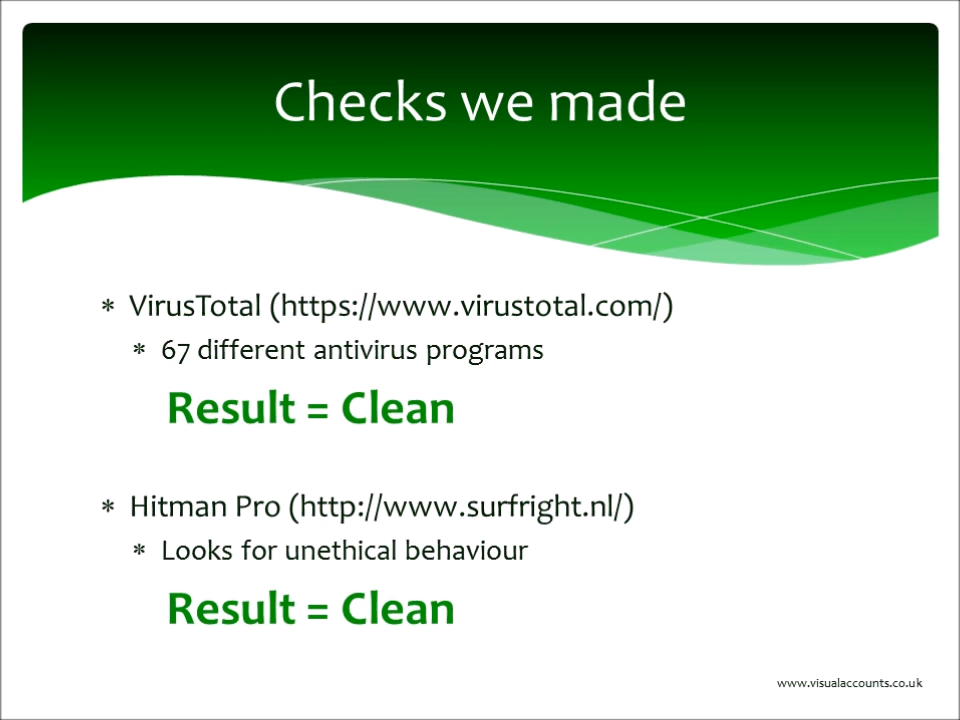 Checks we made
* VirusTotal (https://www.virustotal.com/)
* 67 different antivirus programs
Result = Clean
* Hitman Pro (http://www.surfright.nl/)
* Looks for unethical behaviour
Result = Clean
www.visualaccounts.co.uk